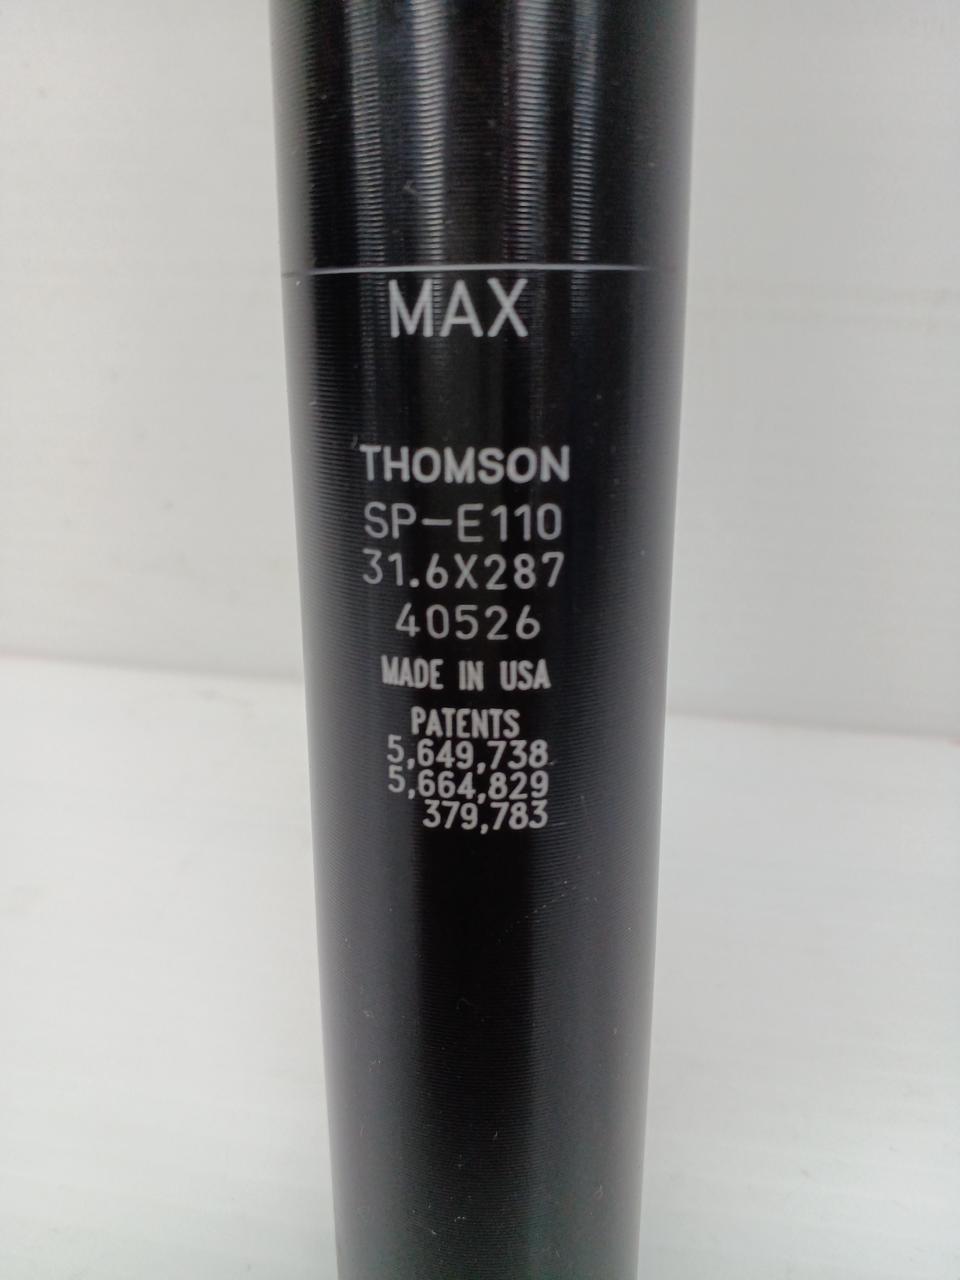 MAX
THOMSON
SP-E110
31.6X287
40526
MADE IN USA
PATENTS
5,649,738
5,664,829
379,783